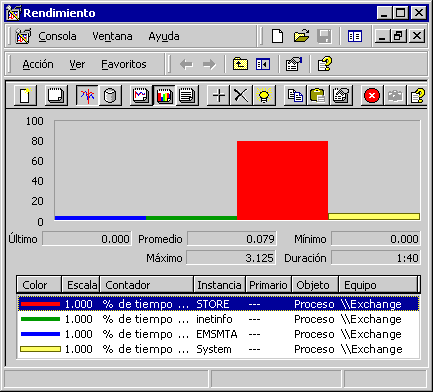 Rendimiento
Consola Ventana Ayuda
Acción Ver Favoritos
100
80
60
40
20
0
Último 0.000 Promedio 0.079 Mínimo 0.000
Máximo 3.125 Duración 1:40
Color Escala Contador Instancia Primario Objeto Equipo
1.000 % de tiempo ... STORE --- Proceso \\Exchange
1.000 % de tiempo ... inetinfo --- Proceso \\Exchange
1.000 % de tiempo ... EMSMTA --- Proceso \\Exchange
1.000 % de tiempo ... System --- Proceso \\Exchange